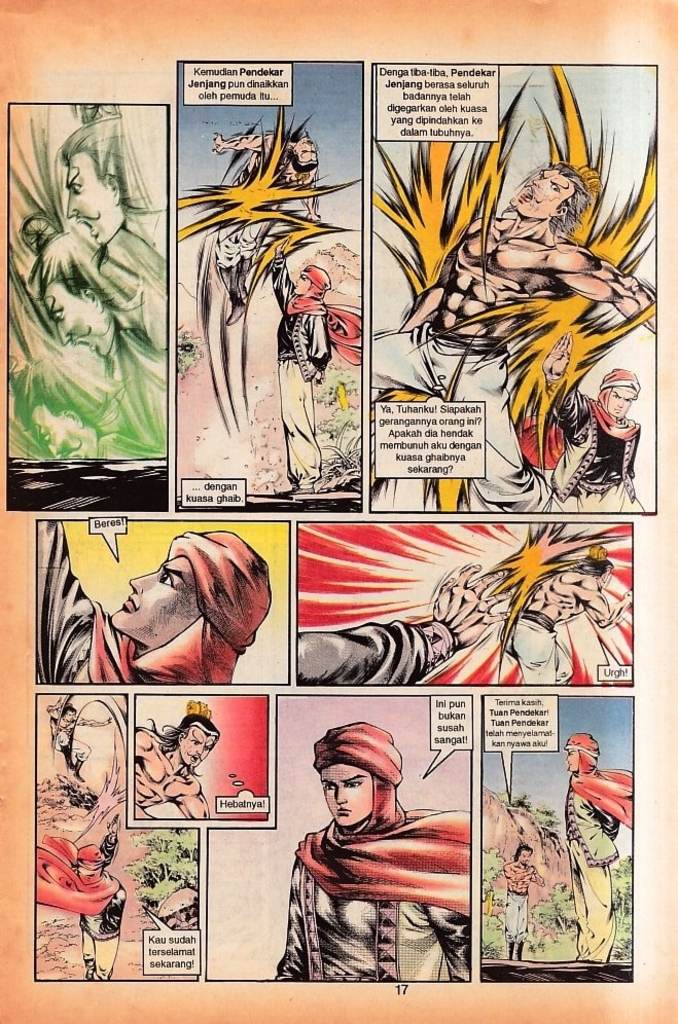 Kemudian Pendekar
Jenjang pun dinaikkan
oleh pemuda itu...
... dengan
kuasa ghaib.
Denga tiba-tiba, Pendekar
Jenjang berasa seluruh
badannya telah
digegarkan oleh kuasa
yang dipindahkan ke
dalam tubuhnya.
Ya, Tuhanku! Siapakah
gerangannya orang ini?
Apakah dia hendak
membunuh aku dengan
kuasa ghaibnya
sekarang?
Beres!
Urgh!
Kau sudah
terselamat
sekarang!
Hebatnya!
Ini pun
bukan
susah
sangat!
Terima kasih,
Tuan Pendekar!
Tuan Pendekar
telah menyelamat-
kan nyawa aku!
17